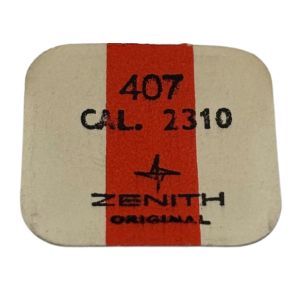 407
CAL. 2310
ZENITH
ORIGINAL